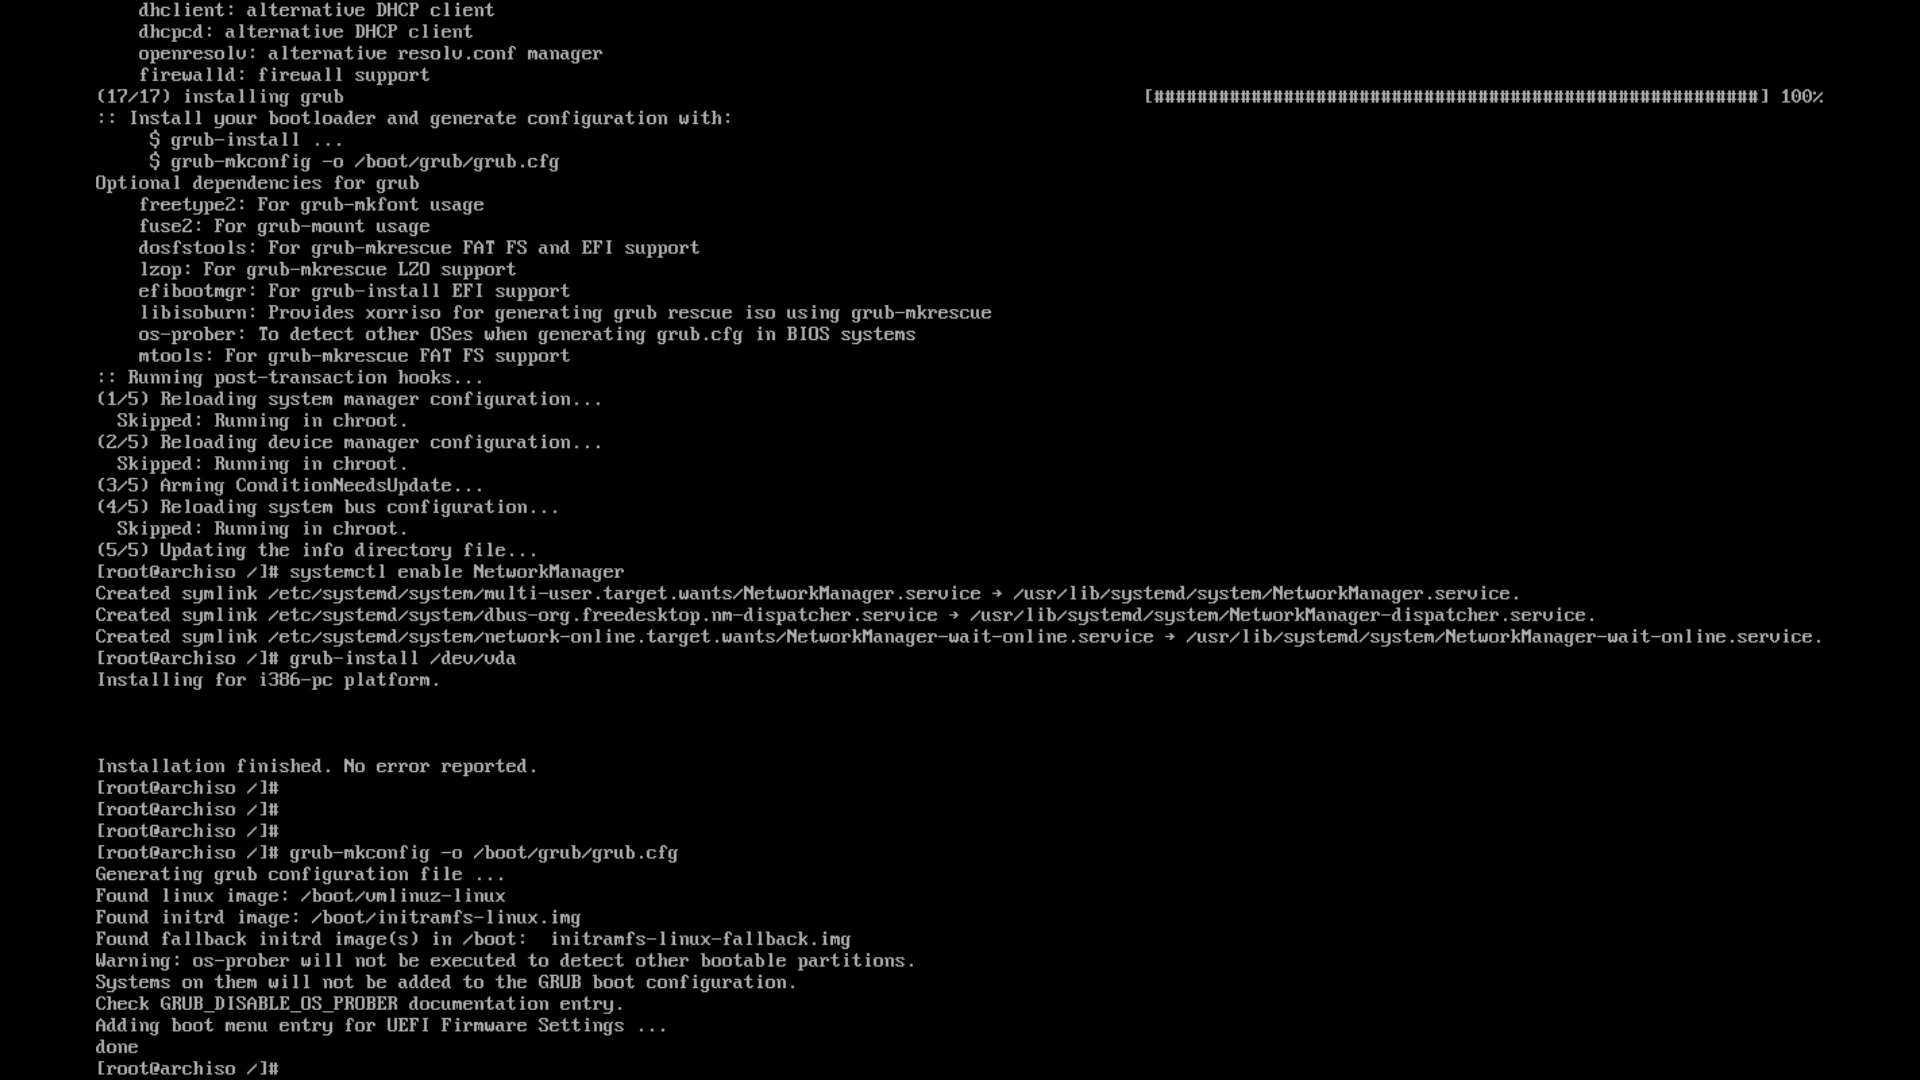 dhclient: alternative DHCP client
dhcpcd: alternative DHCP client
openresolv: alternative resolv.conf manager
firewalld: firewall support
(17/17) installing grub [########################################################] 100%
:: Install your bootloader and generate configuration with:
$ grub-install ...
$ grub-mkconfig -o /boot/grub/grub.cfg
Optional dependencies for grub
freetype2: For grub-mkfont usage
fuse2: For grub-mount usage
dosfstools: For grub-mkrescue FAT FS and EFI support
lzop: For grub-mkrescue LZO support
efibootmgr: For grub-install EFI support
libisoburn: Provides xorriso for generating grub rescue iso using grub-mkrescue
os-prober: To detect other OSes when generating grub.cfg in BIOS systems
mtools: For grub-mkrescue FAT FS support
:: Running post-transaction hooks...
(1/5) Reloading system manager configuration...
Skipped: Running in chroot.
(2/5) Reloading device manager configuration...
Skipped: Running in chroot.
(3/5) Arming ConditionNeedsUpdate...
(4/5) Reloading system bus configuration...
Skipped: Running in chroot.
(5/5) Updating the info directory file...
[root@archiso /]# systemctl enable NetworkManager
Created symlink /etc/systemd/system/multi-user.target.wants/NetworkManager.service → /usr/lib/systemd/system/NetworkManager.service.
Created symlink /etc/systemd/system/dbus-org.freedesktop.nm-dispatcher.service → /usr/lib/systemd/system/NetworkManager-dispatcher.service.
Created symlink /etc/systemd/system/network-online.target.wants/NetworkManager-wait-online.service → /usr/lib/systemd/system/NetworkManager-wait-online.service.
[root@archiso /]# grub-install /dev/vda
Installing for i386-pc platform.
Installation finished. No error reported.
[root@archiso /]#
[root@archiso /]#
[root@archiso /]#
[root@archiso /]# grub-mkconfig -o /boot/grub/grub.cfg
Generating grub configuration file ...
Found linux image: /boot/vmlinuz-linux
Found initrd image: /boot/initramfs-linux.img
Found fallback initrd image(s) in /boot:  initramfs-linux-fallback.img
Warning: os-prober will not be executed to detect other bootable partitions.
Systems on them will not be added to the GRUB boot configuration.
Check GRUB_DISABLE_OS_PROBER documentation entry.
Adding boot menu entry for UEFI Firmware Settings ...
done
[root@archiso /]#